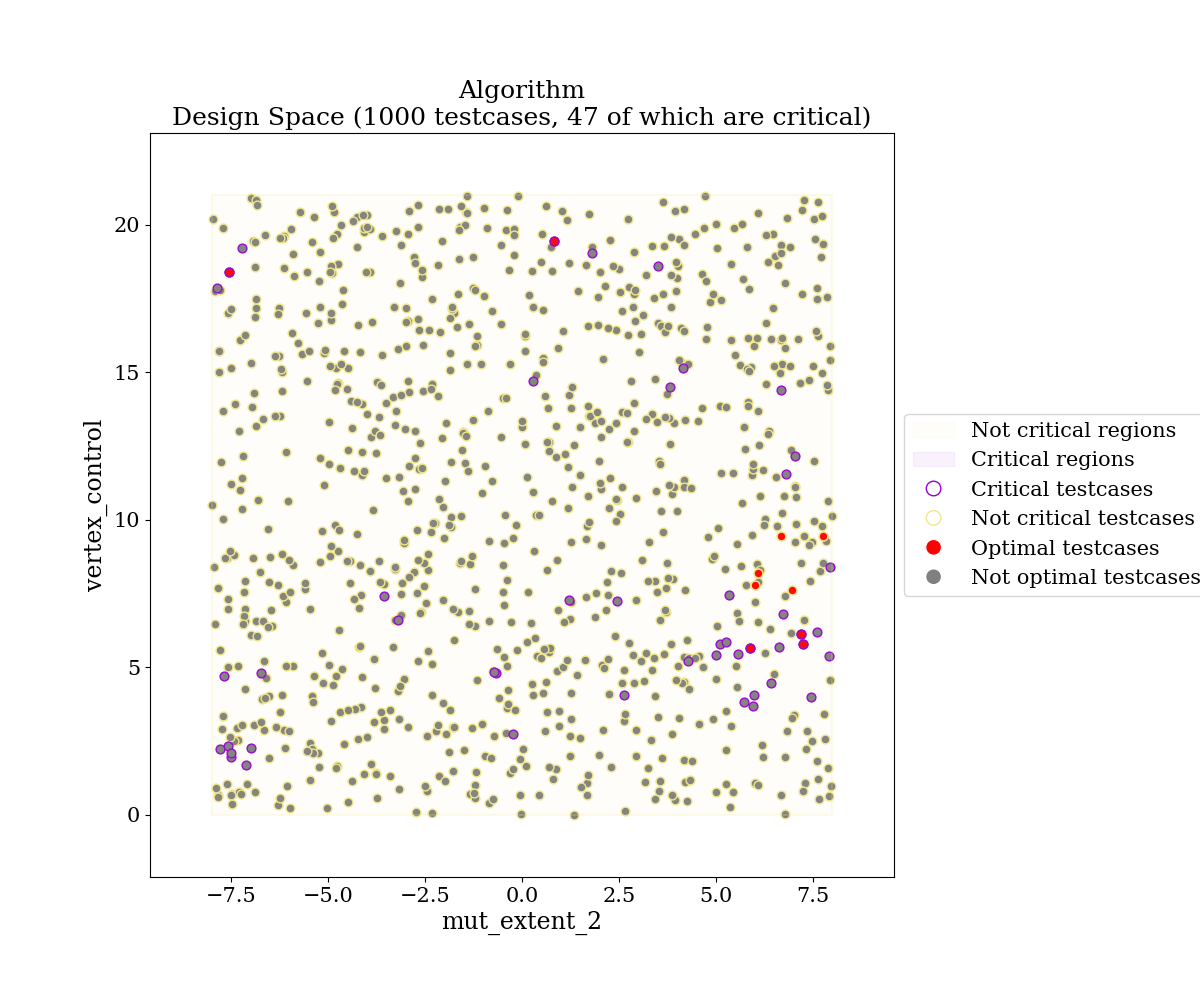 Algorithm
Design Space (1000 testcases, 47 of which are critical)
20
15
10
5
0
vertex_control
−7.5
−5.0
−2.5
0.0
2.5
5.0
7.5
mut_extent_2
Not critical regions
Critical regions
Critical testcases
Not critical testcases
Optimal testcases
Not optimal testcases